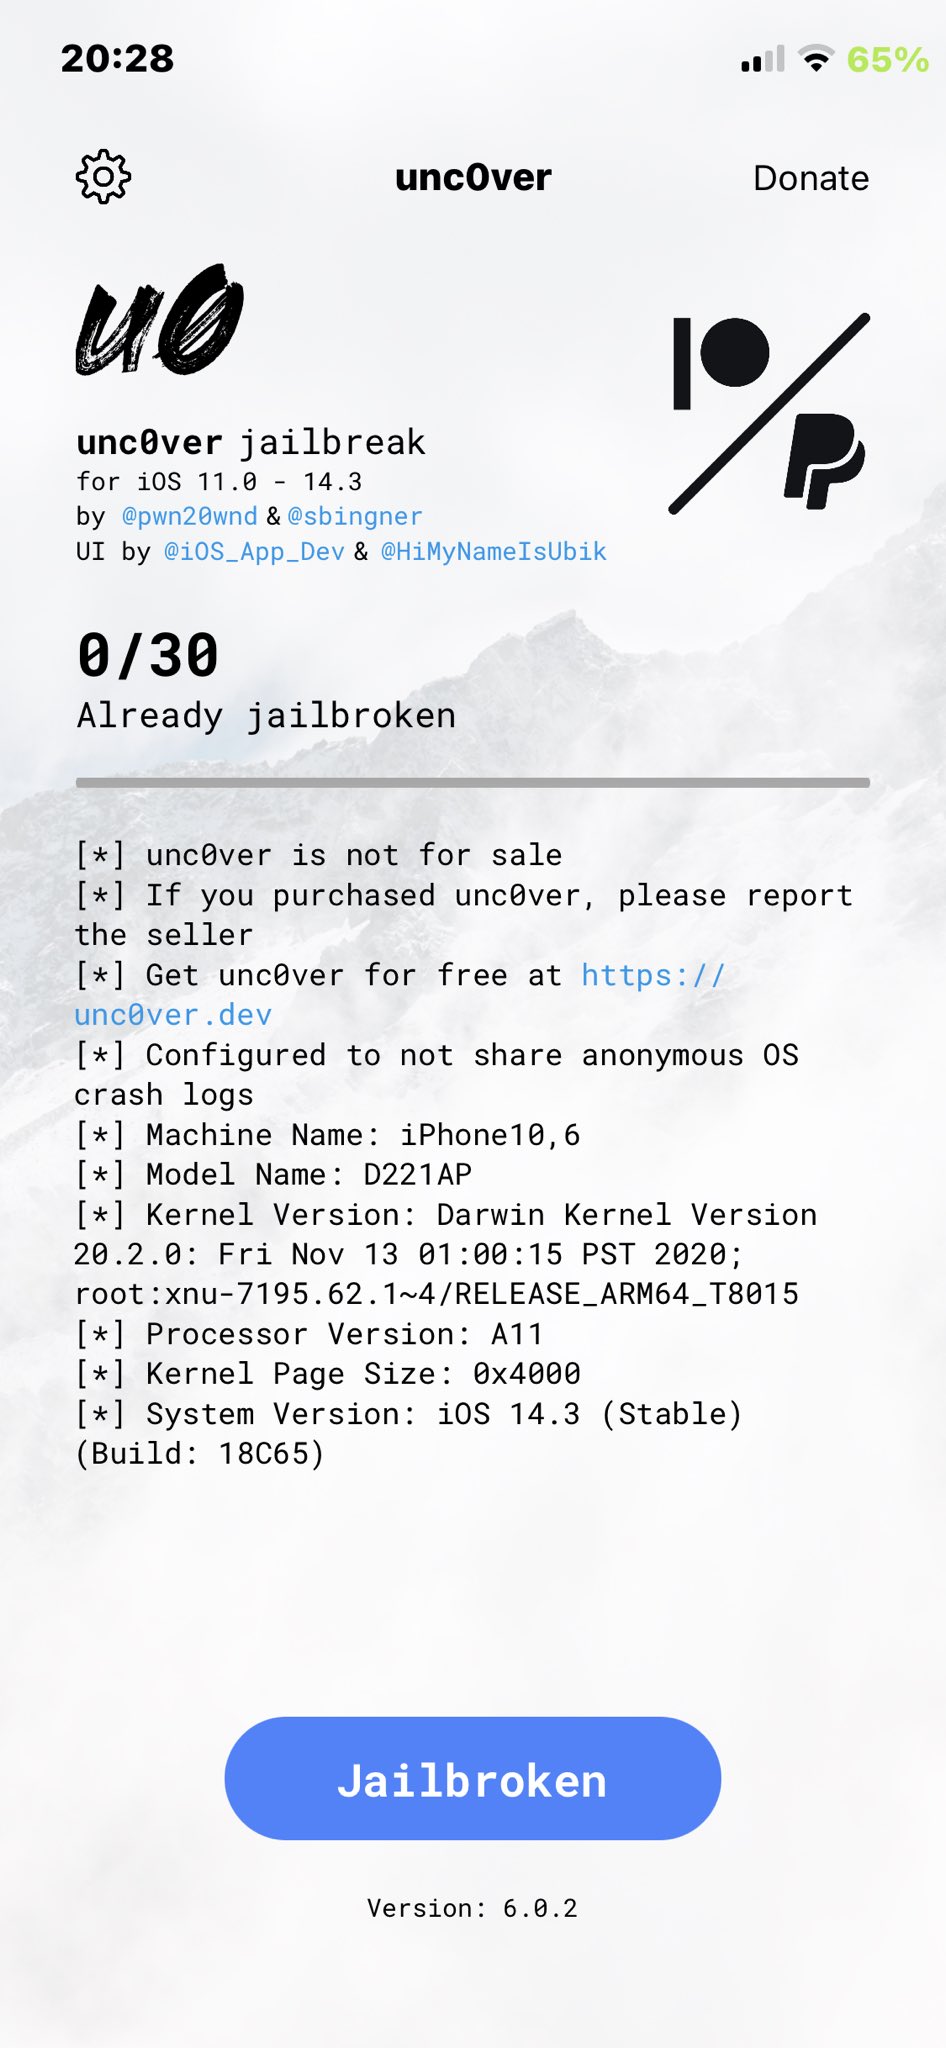 20:28
65%
unc0ver
Donate
u0
unc0ver jailbreak
for iOS 11.0 - 14.3
by @pwn20wnd & @sbingner
UI by @iOS_App_Dev & @HiMyNameIsUbik
0/30
Already jailbroken
[*] unc0ver is not for sale
[*] If you purchased unc0ver, please report
the seller
[*] Get unc0ver for free at https://
unc0ver.dev
[*] Configured to not share anonymous OS
crash logs
[*] Machine Name: iPhone10,6
[*] Model Name: D221AP
[*] Kernel Version: Darwin Kernel Version
20.2.0: Fri Nov 13 01:00:15 PST 2020;
root:xnu-7195.62.1~4/RELEASE_ARM64_T8015
[*] Processor Version: A11
[*] Kernel Page Size: 0x4000
[*] System Version: iOS 14.3 (Stable)
(Build: 18C65)
Jailbroken
Version: 6.0.2